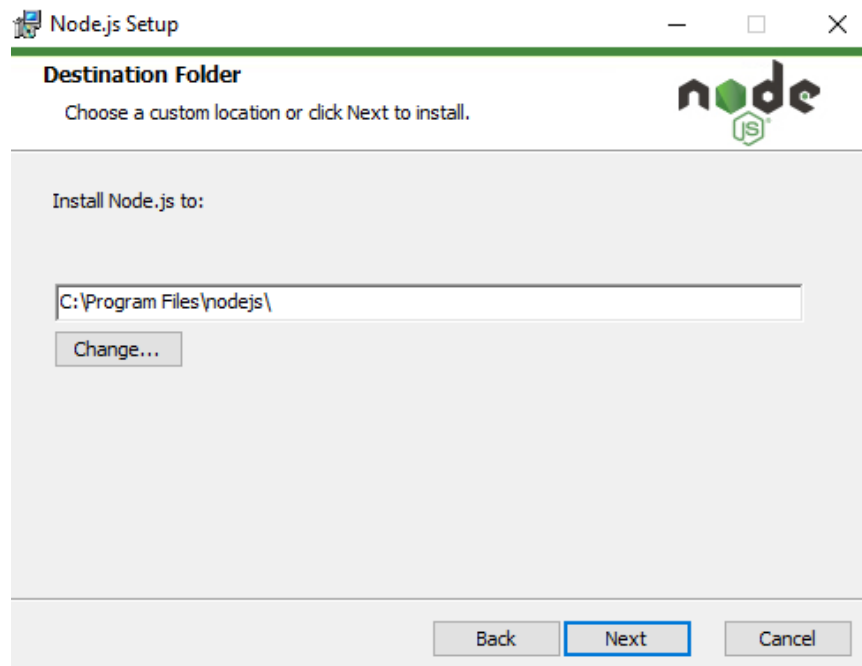 Node.js Setup
Destination Folder
Choose a custom location or click Next to install.
node
JS
Install Node.js to:
C:\Program Files\nodejs\
Change...
Back Next Cancel